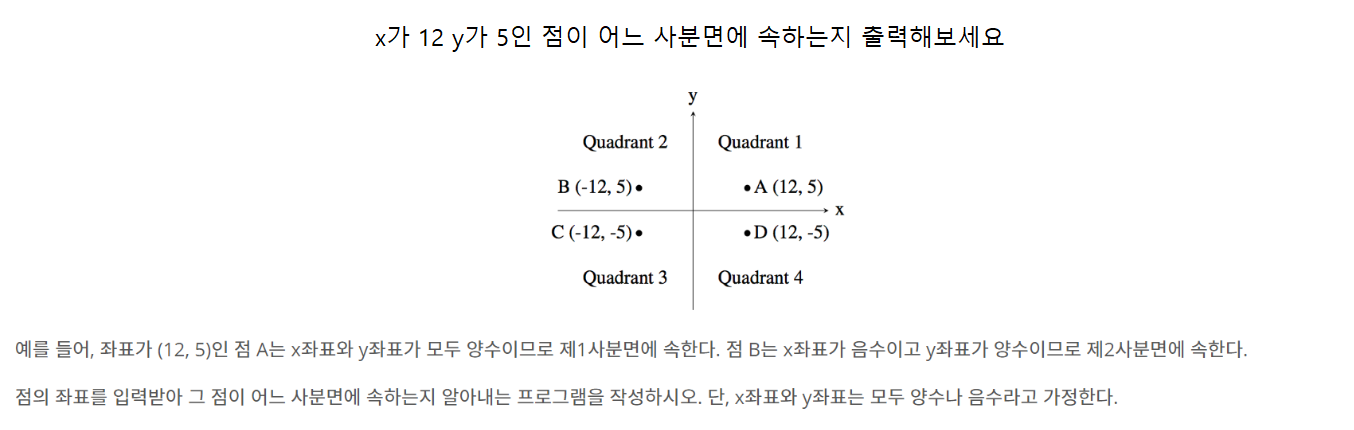 x가 12 y가 5인 점이 어느 사분면에 속하는지 출력해보세요
y
Quadrant 2 Quadrant 1
B (-12, 5) A (12, 5)
x
C (-12, -5) D (12, -5)
Quadrant 3 Quadrant 4
예를 들어, 좌표가 (12, 5)인 점 A는 x좌표와 y좌표가 모두 양수이므로 제1사분면에 속한다. 점 B는 x좌표가 음수이고 y좌표가 양수이므로 제2사분면에 속한다.
점의 좌표를 입력받아 그 점이 어느 사분면에 속하는지 알아내는 프로그램을 작성하시오. 단, x좌표와 y좌표는 모두 양수나 음수라고 가정한다.